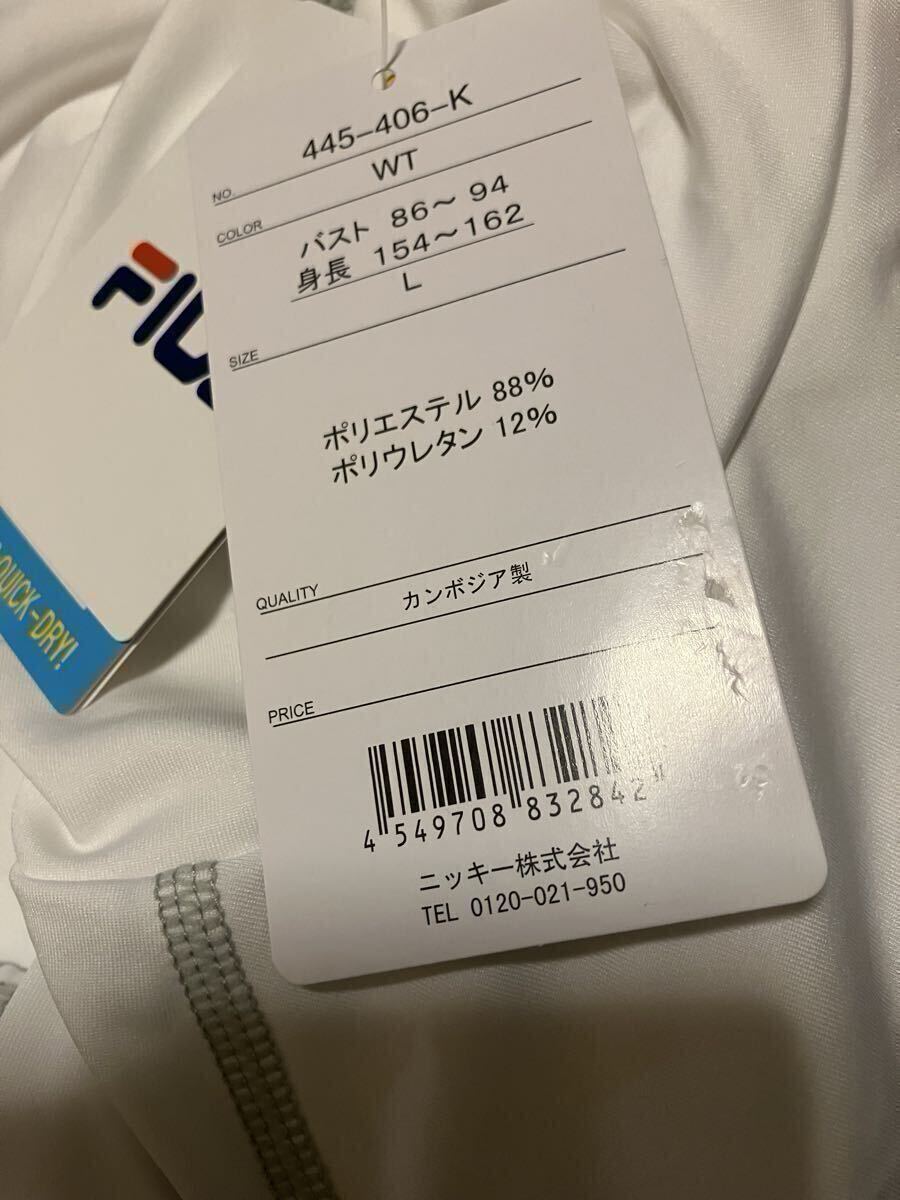 NO. 445-406-K
COLOR WT
バスト 86～ 94
身長 154～162
SIZE L
ポリエステル 88%
ポリウレタン 12%
QUALITY
カンボジア製
PRICE
4 549708 832842
ニッキー株式会社
TEL 0120-021-950
QUICK-DRY!